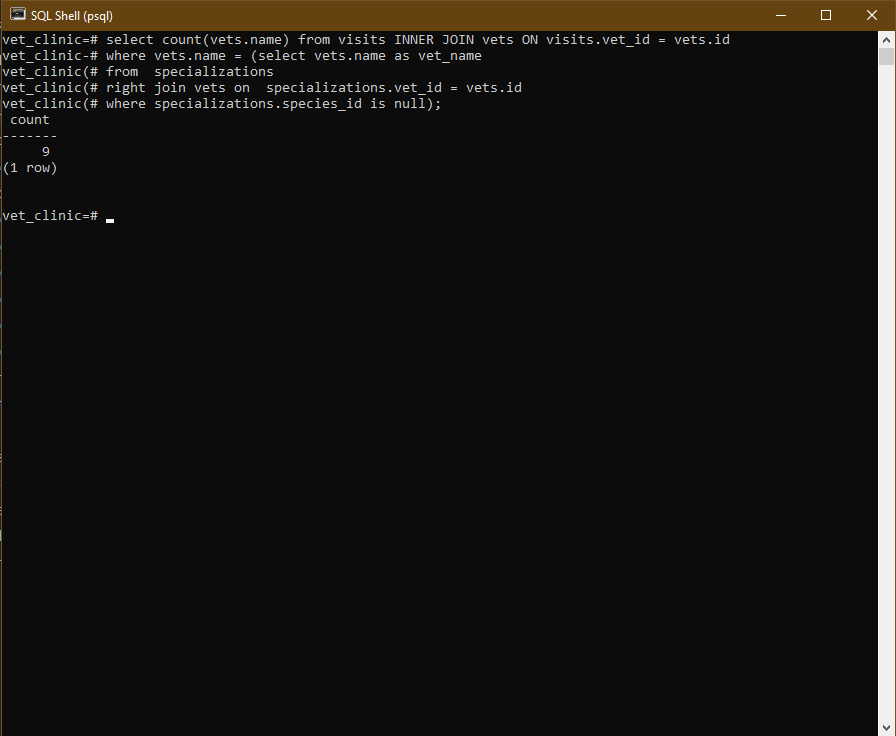 SQL Shell (psql)
vet_clinic=# select count(vets.name) from visits INNER JOIN vets ON visits.vet_id = vets.id
vet_clinic-# where vets.name = (select vets.name as vet_name
vet_clinic(# from  specializations
vet_clinic(# right join vets on  specializations.vet_id = vets.id
vet_clinic(# where specializations.species_id is null);
 count
-------
     9
(1 row)
vet_clinic=#